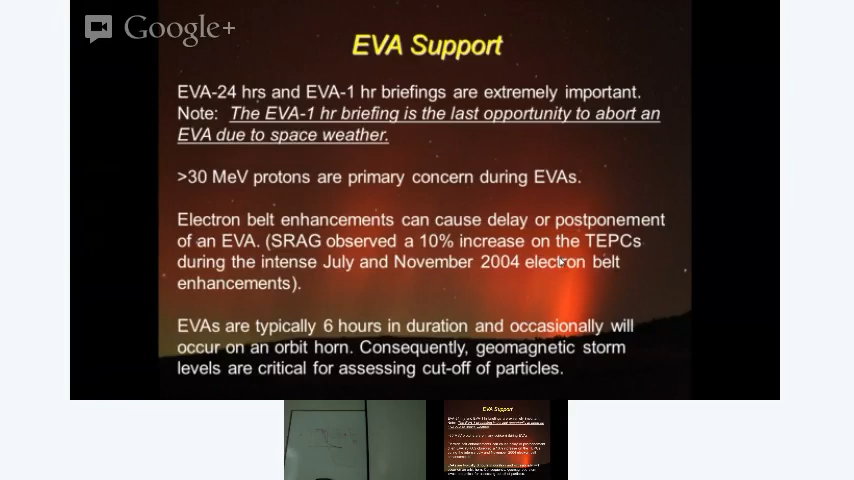 Google+
EVA Support
EVA-24 hrs and EVA-1 hr briefings are extremely important.
Note: The EVA-1 hr briefing is the last opportunity to abort an
EVA due to space weather.
>30 MeV protons are primary concern during EVAs.
Electron belt enhancements can cause delay or postponement
of an EVA. (SRAG observed a 10% increase on the TEPCs
during the intense July and November 2004 electron belt
enhancements).
EVAs are typically 6 hours in duration and occasionally will
occur on an orbit horn. Consequently, geomagnetic storm
levels are critical for assessing cut-off of particles.
EVA Support